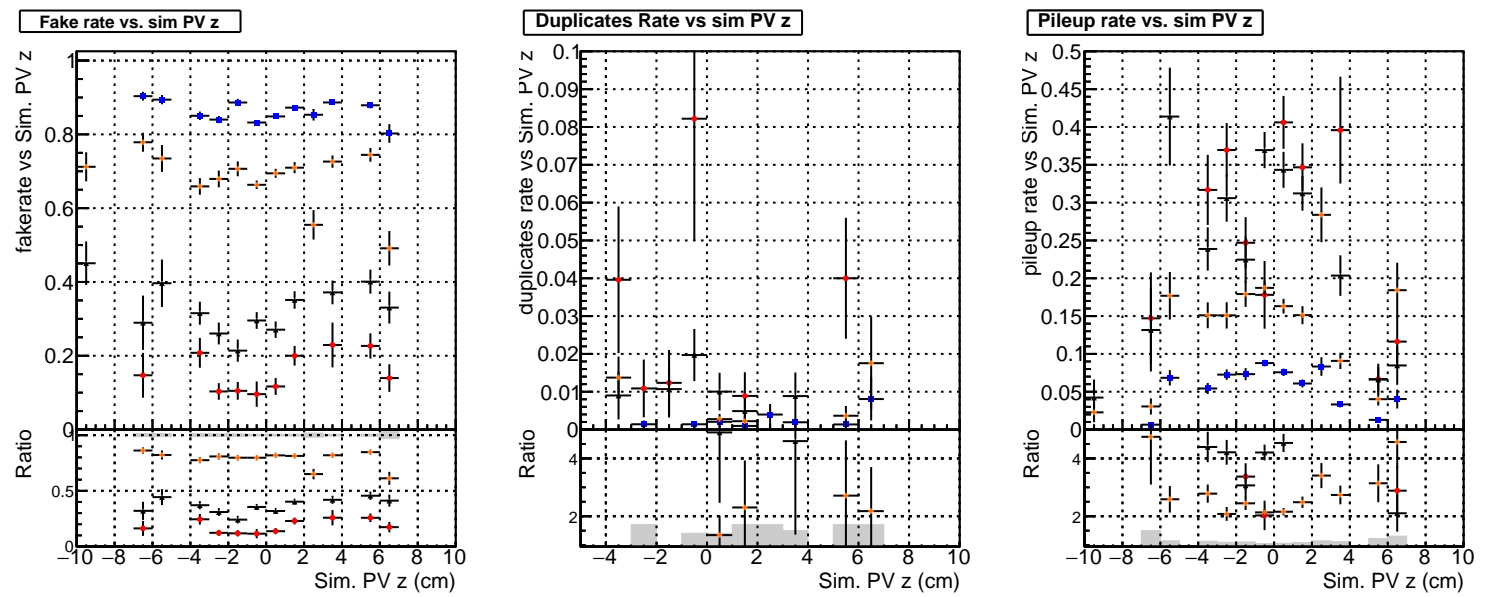 Fake rate vs. sim PV z
fakerate vs Sim. PV z
1
0.8
0.6
0.4
0.2
0
Ratio
0.5
0
−10 −8 −6 −4 −2 0 2 4 6 8 10
Sim. PV z (cm)
Duplicates Rate vs sim PV z
duplicates rate vs Sim. PV z
0.1
0.09
0.08
0.07
0.06
0.05
0.04
0.03
0.02
0.01
0
Ratio
4
2
−4 −2 0 2 4 6 8 10
Sim. PV z (cm)
Pileup rate vs. sim PV z
pileup rate vs Sim. PV z
0.5
0.45
0.4
0.35
0.3
0.25
0.2
0.15
0.1
0.05
0
Ratio
4
2
−10 −8 −6 −4 −2 0 2 4 6 8 10
Sim. PV z (cm)